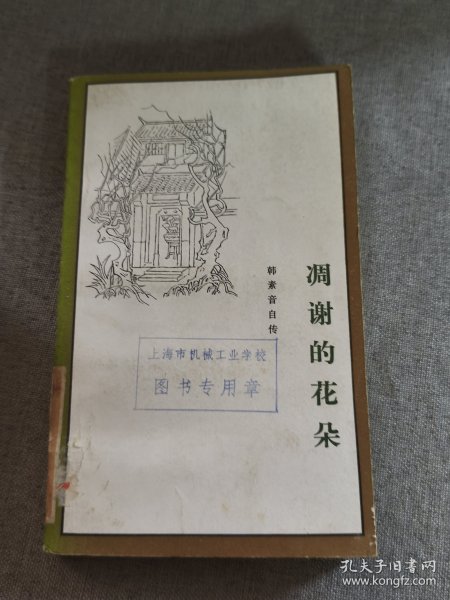 凋谢的花朵
韩素音自传
上海市机械工业学校
图书专用章
孔夫子旧书网
www.kongfz.com